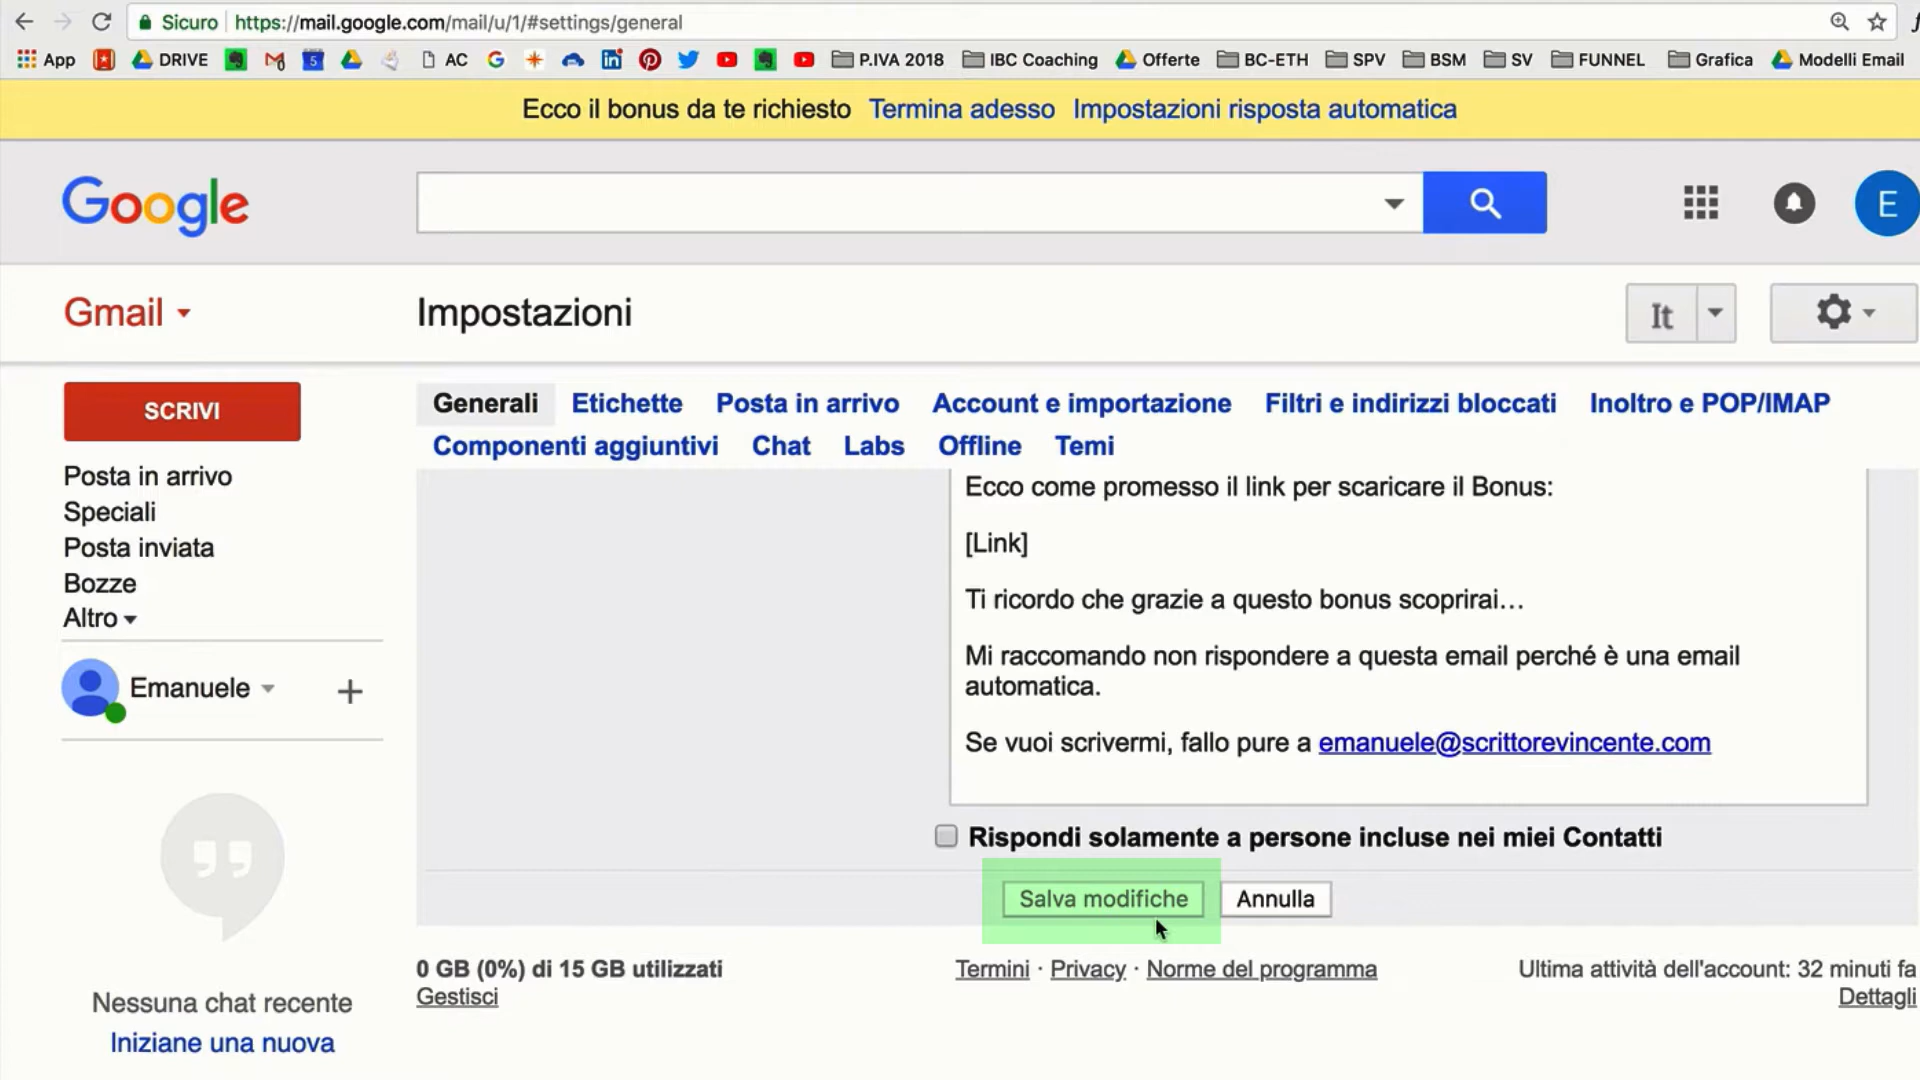 Sicuro https://mail.google.com/mail/u/1/#settings/general
App DRIVE 5 AC G P.IVA 2018 IBC Coaching Offerte BC-ETH SPV BSM SV FUNNEL Grafica Modelli Email
Ecco il bonus da te richiesto Termina adesso Impostazioni risposta automatica
Google
E
Gmail Impostazioni It
SCRIVI
Generali Etichette Posta in arrivo Account e importazione Filtri e indirizzi bloccati Inoltro e POP/IMAP
Componenti aggiuntivi Chat Labs Offline Temi
Posta in arrivo
Speciali
Posta inviata
Bozze
Altro
Emanuele
Ecco come promesso il link per scaricare il Bonus:
[Link]
Ti ricordo che grazie a questo bonus scoprirai…
Mi raccomando non rispondere a questa email perché è una email
automatica.
Se vuoi scrivermi, fallo pure a emanuele@scrittorevincente.com
Rispondi solamente a persone incluse nei miei Contatti
Salva modifiche Annulla
0 GB (0%) di 15 GB utilizzati
Gestisci
Termini · Privacy · Norme del programma
Ultima attività dell'account: 32 minuti fa
Dettagli
Nessuna chat recente
Iniziane una nuova